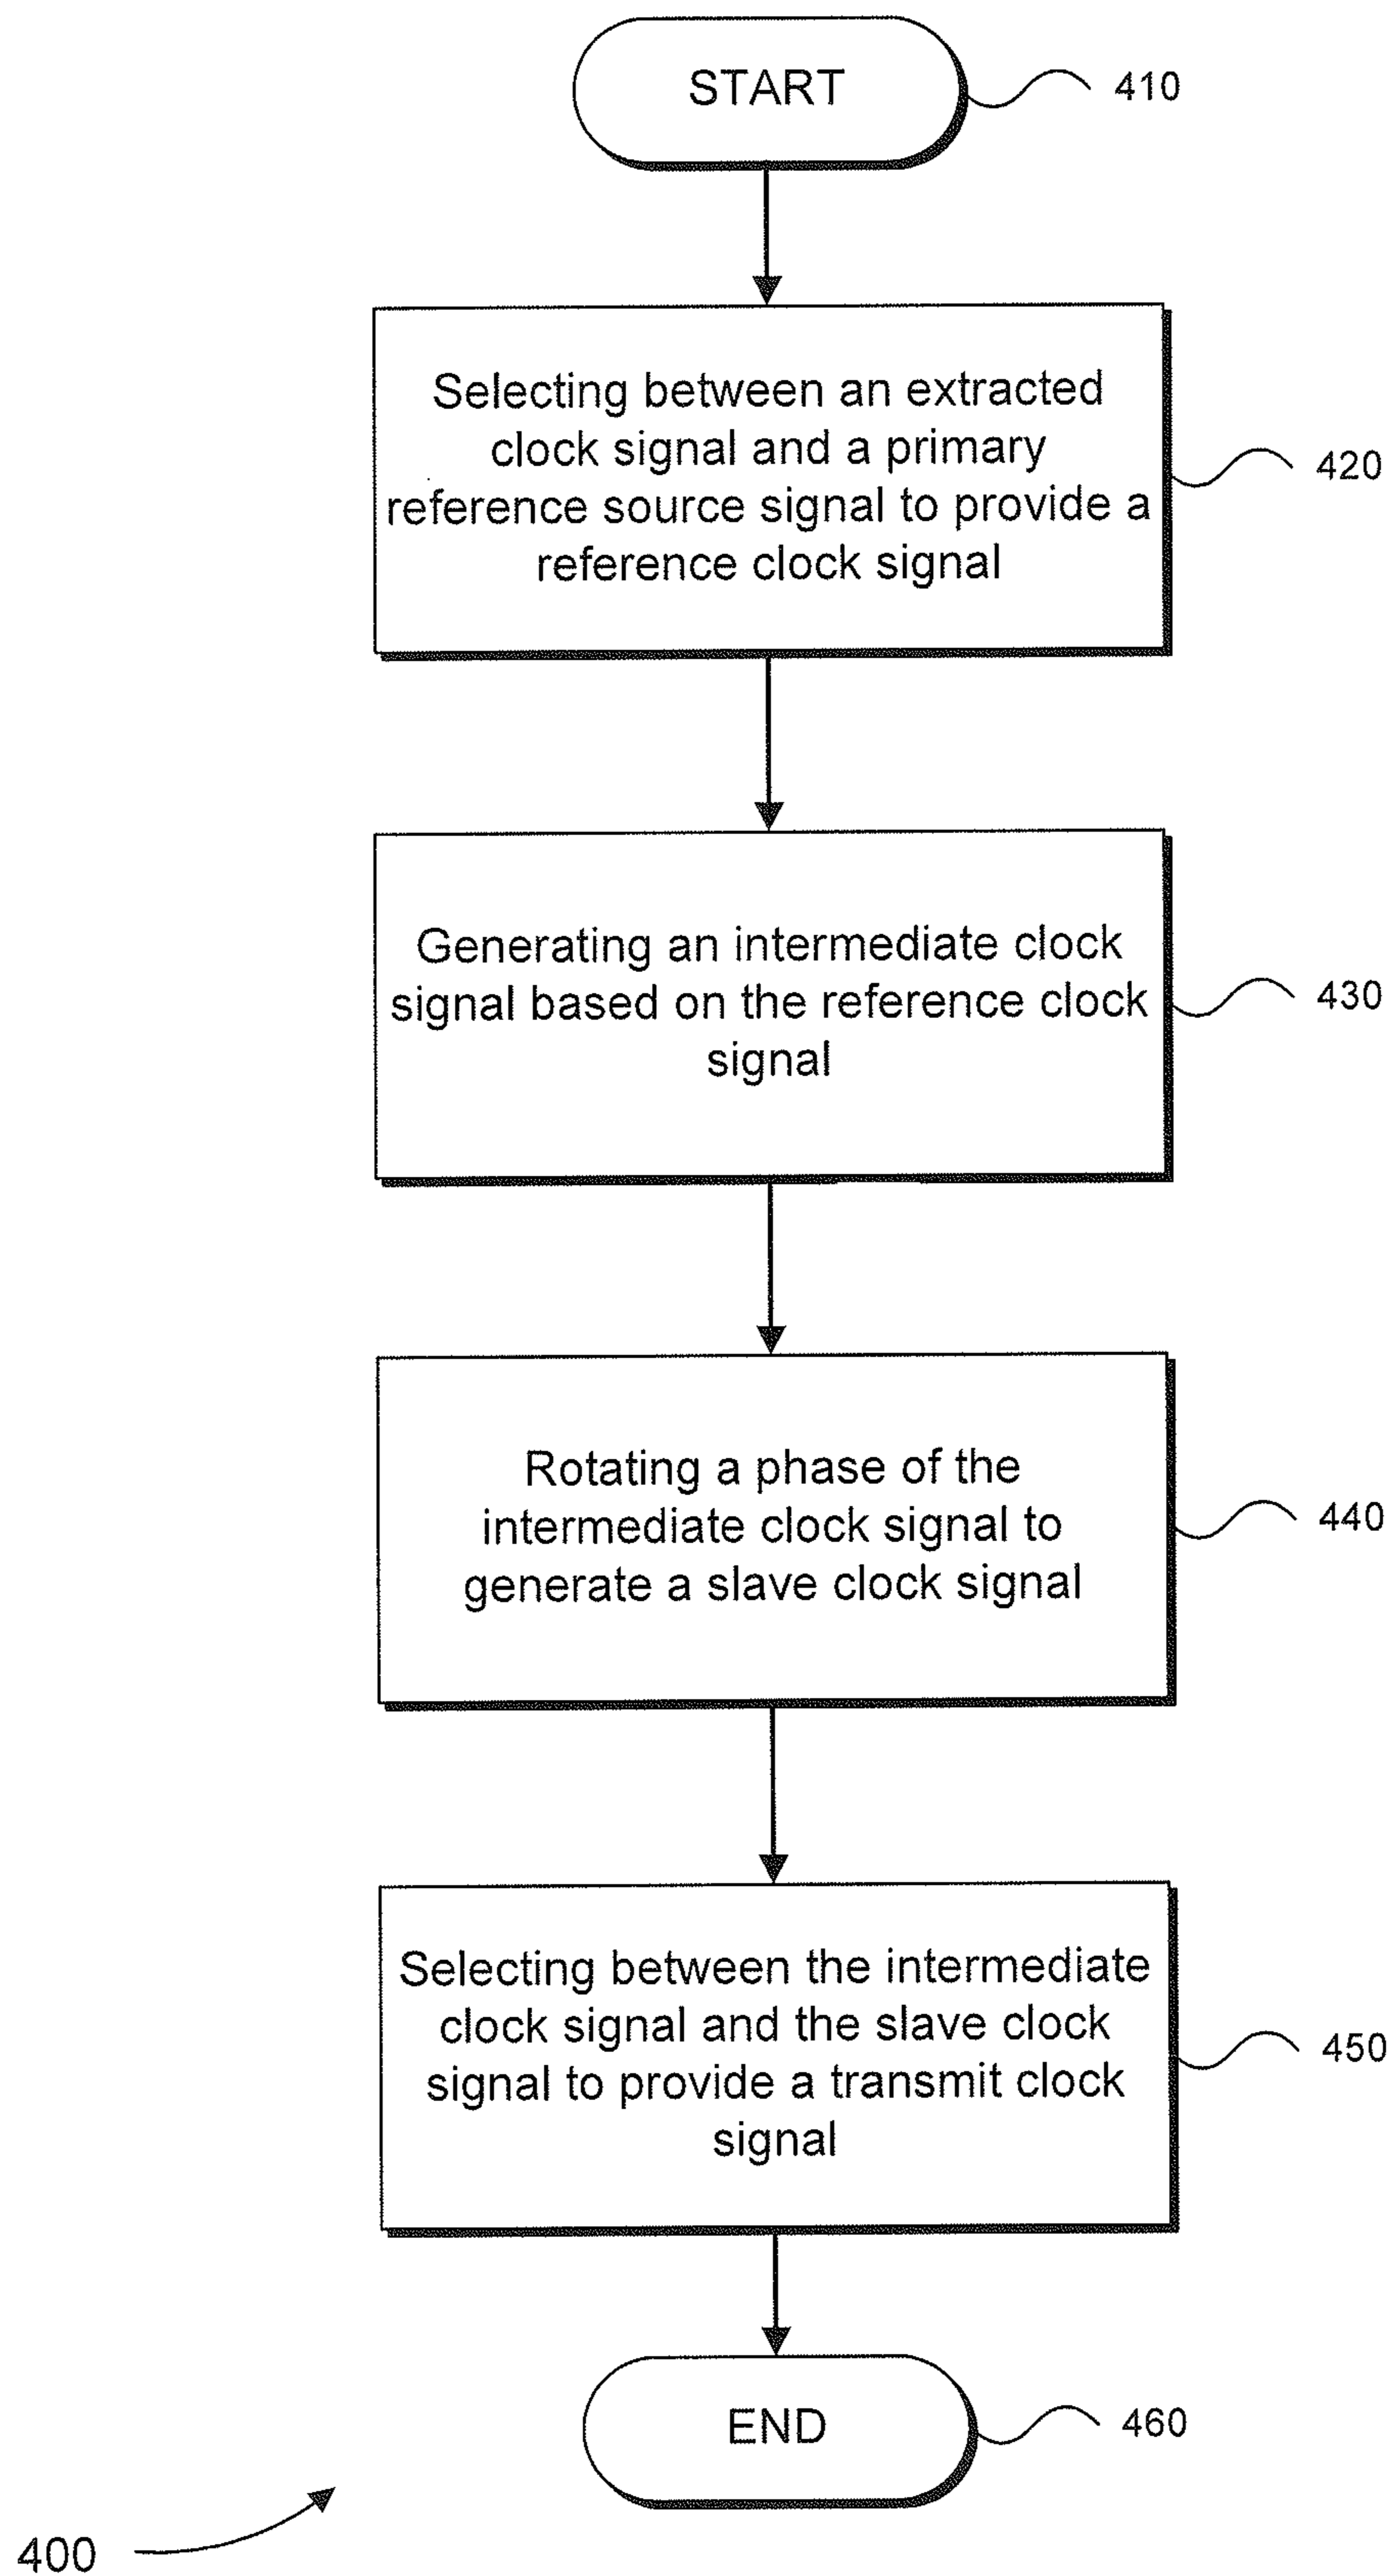 START
410
Selecting between an extracted
clock signal and a primary
reference source signal to provide a
reference clock signal
420
Generating an intermediate clock
signal based on the reference clock
signal
430
Rotating a phase of the
intermediate clock signal to
generate a slave clock signal
440
Selecting between the intermediate
clock signal and the slave clock
signal to provide a transmit clock
signal
450
END
460
400